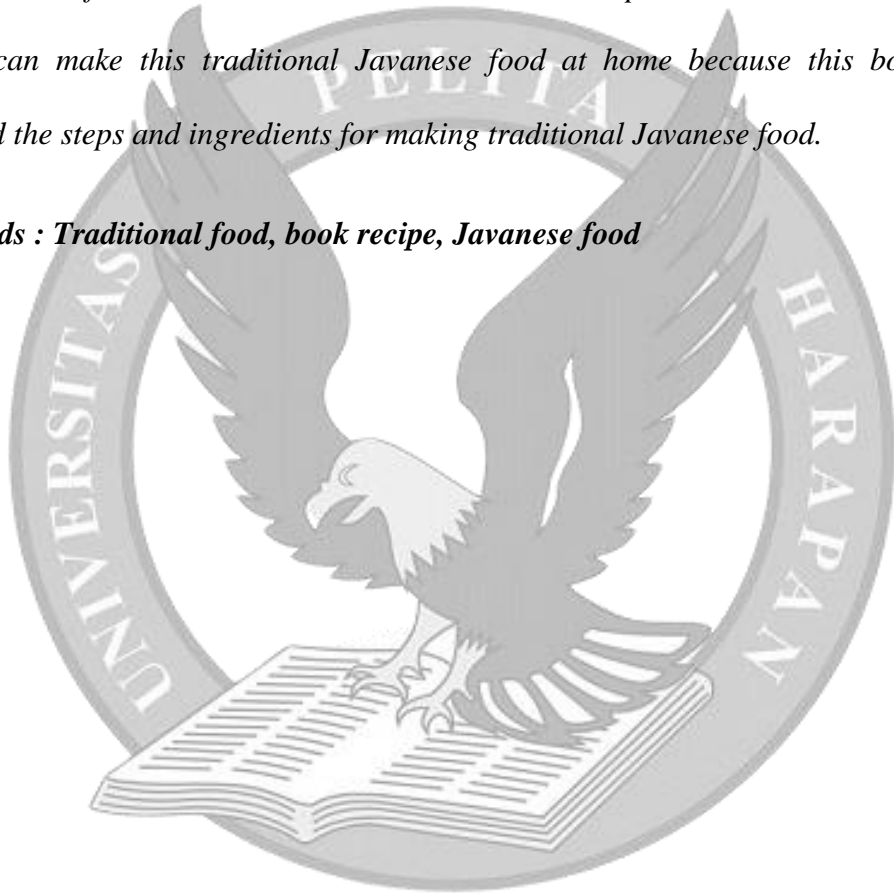 can make this traditional Javanese food at home because this bo
d the steps and ingredients for making traditional Javanese food.
ds : Traditional food, book recipe, Javanese food
UNIVERSITAS PELITA HARAPAN